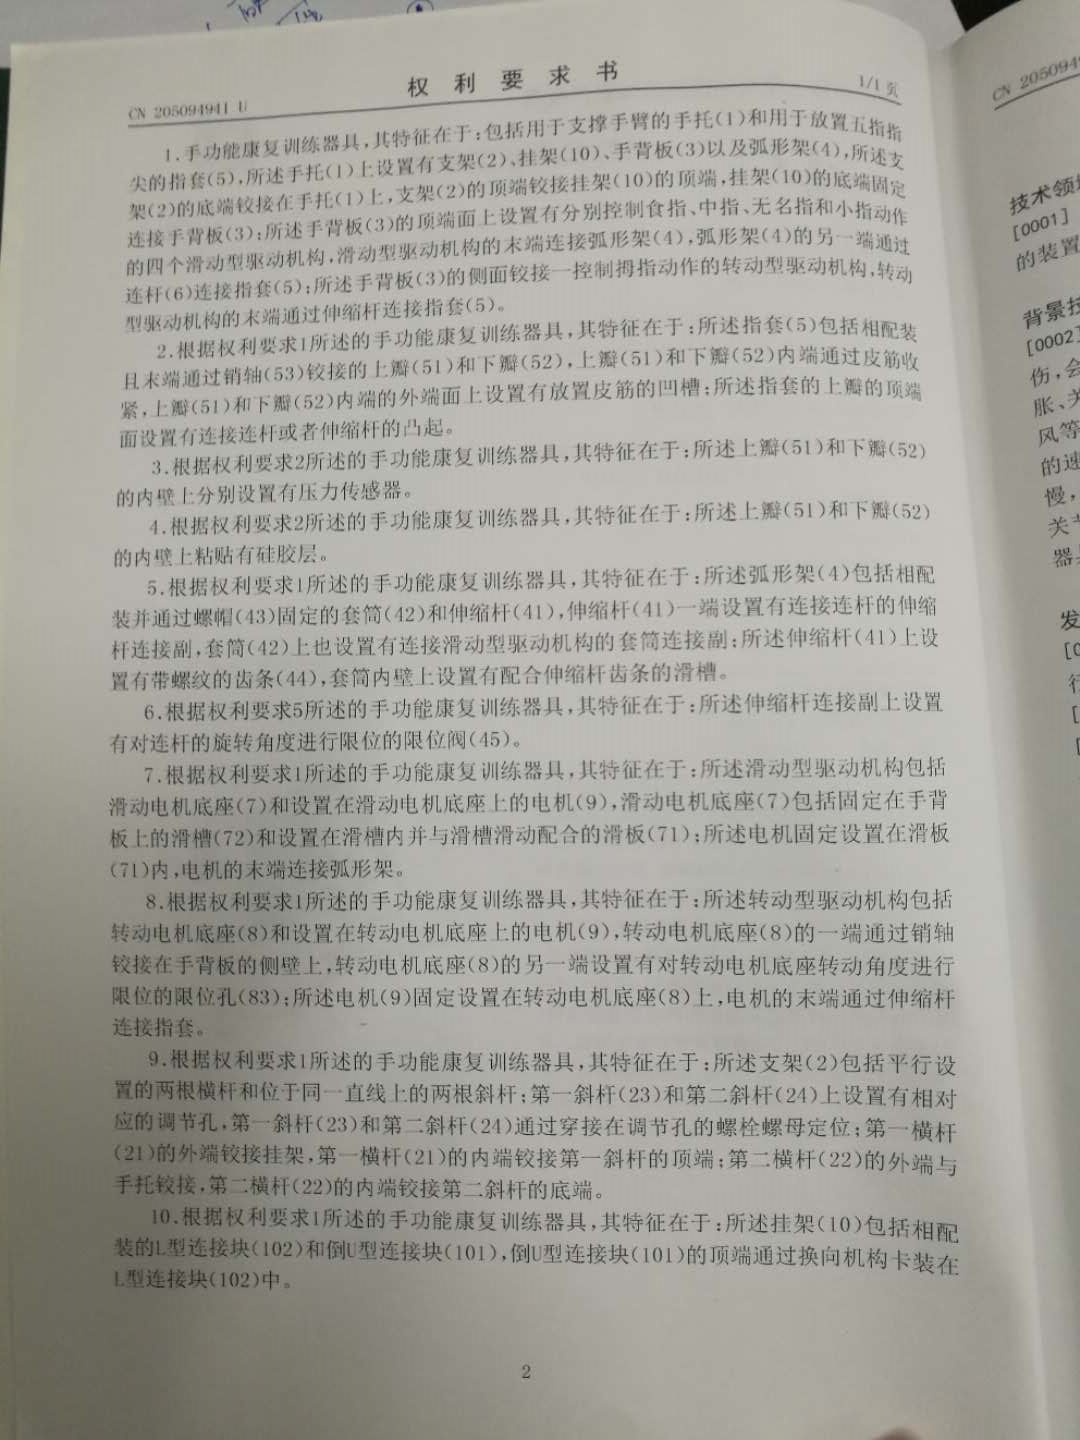 权利要求书
CN 205094941 U
1/1 页
1.手功能康复训练器具,其特征在于:包括用于支撑手臂的手托(1)和用于放置五指指
尖的指套(5),所述手托(1)上设置有支架(2)、挂架(10)、手背板(3)以及弧形架(4),所述支
架(2)的底端铰接在手托(1)上,支架(2)的顶端铰接挂架(10)的顶端,挂架(10)的底端固定
连接手背板(3);所述手背板(3)的顶端面上设置有分别控制食指、中指、无名指和小指动作
的四个滑动型驱动机构,滑动型驱动机构的末端连接弧形架(4),弧形架(4)的另一端通过
连杆(6)连接指套(5);所述手背板(3)的侧面铰接一控制拇指动作的转动型驱动机构,转动
型驱动机构的末端通过伸缩杆连接指套(5)。
2.根据权利要求1所述的手功能康复训练器具,其特征在于:所述指套(5)包括相配装
且末端通过销轴(53)铰接的上瓣(51)和下瓣(52),上瓣(51)和下瓣(52)内端通过皮筋收
紧,上瓣(51)和下瓣(52)内端的外端面上设置有放置皮筋的凹槽;所述指套的上瓣的顶端
面设置有连接连杆或者伸缩杆的凸起。
3.根据权利要求2所述的手功能康复训练器具,其特征在于:所述上瓣(51)和下瓣(52)
的内壁上分别设置有压力传感器。
4.根据权利要求2所述的手功能康复训练器具,其特征在于:所述上瓣(51)和下瓣(52)
的内壁上粘贴有硅胶层。
5.根据权利要求1所述的手功能康复训练器具,其特征在于:所述弧形架(4)包括相配
装并通过螺帽(43)固定的套筒(42)和伸缩杆(41),伸缩杆(41)一端设置有连接连杆的伸缩
杆连接副,套筒(42)上也设置有连接滑动型驱动机构的套筒连接副;所述伸缩杆(41)上设
置有带螺纹的齿条(44),套筒内壁上设置有配合伸缩杆齿条的滑槽。
6.根据权利要求5所述的手功能康复训练器具,其特征在于:所述伸缩杆连接副上设置
有对连杆的旋转角度进行限位的限位阀(45)。
7.根据权利要求1所述的手功能康复训练器具,其特征在于:所述滑动型驱动机构包括
滑动电机底座(7)和设置在滑动电机底座上的电机(9),滑动电机底座(7)包括固定在手背
板上的滑槽(72)和设置在滑槽内并与滑槽滑动配合的滑板(71);所述电机固定设置在滑板
(71)内,电机的末端连接弧形架。
8.根据权利要求1所述的手功能康复训练器具,其特征在于:所述转动型驱动机构包括
转动电机底座(8)和设置在转动电机底座上的电机(9),转动电机底座(8)的一端通过销轴
铰接在手背板的侧壁上,转动电机底座(8)的另一端设置有对转动电机底座转动角度进行
限位的限位孔(83);所述电机(9)固定设置在转动电机底座(8)上,电机的末端通过伸缩杆
连接指套。
9.根据权利要求1所述的手功能康复训练器具,其特征在于:所述支架(2)包括平行设
置的两根横杆和位于同一直线上的两根斜杆;第一斜杆(23)和第二斜杆(24)上设置有相对
应的调节孔,第一斜杆(23)和第二斜杆(24)通过穿接在调节孔的螺栓螺母定位;第一横杆
(21)的外端铰接挂架,第一横杆(21)的内端铰接第一斜杆的顶端;第二横杆(22)的外端与
手托铰接,第二横杆(22)的内端铰接第二斜杆的底端。
10.根据权利要求1所述的手功能康复训练器具,其特征在于:所述挂架(10)包括相配
装的L型连接块(102)和倒U型连接块(101),倒U型连接块(101)的顶端通过换向机构卡装在
L型连接块(102)中。
2
CN 205094
技术领
[0001]
的装置
背景技
[0002]
伤,会
胀、关
风等
的速
慢,
关节
器
发